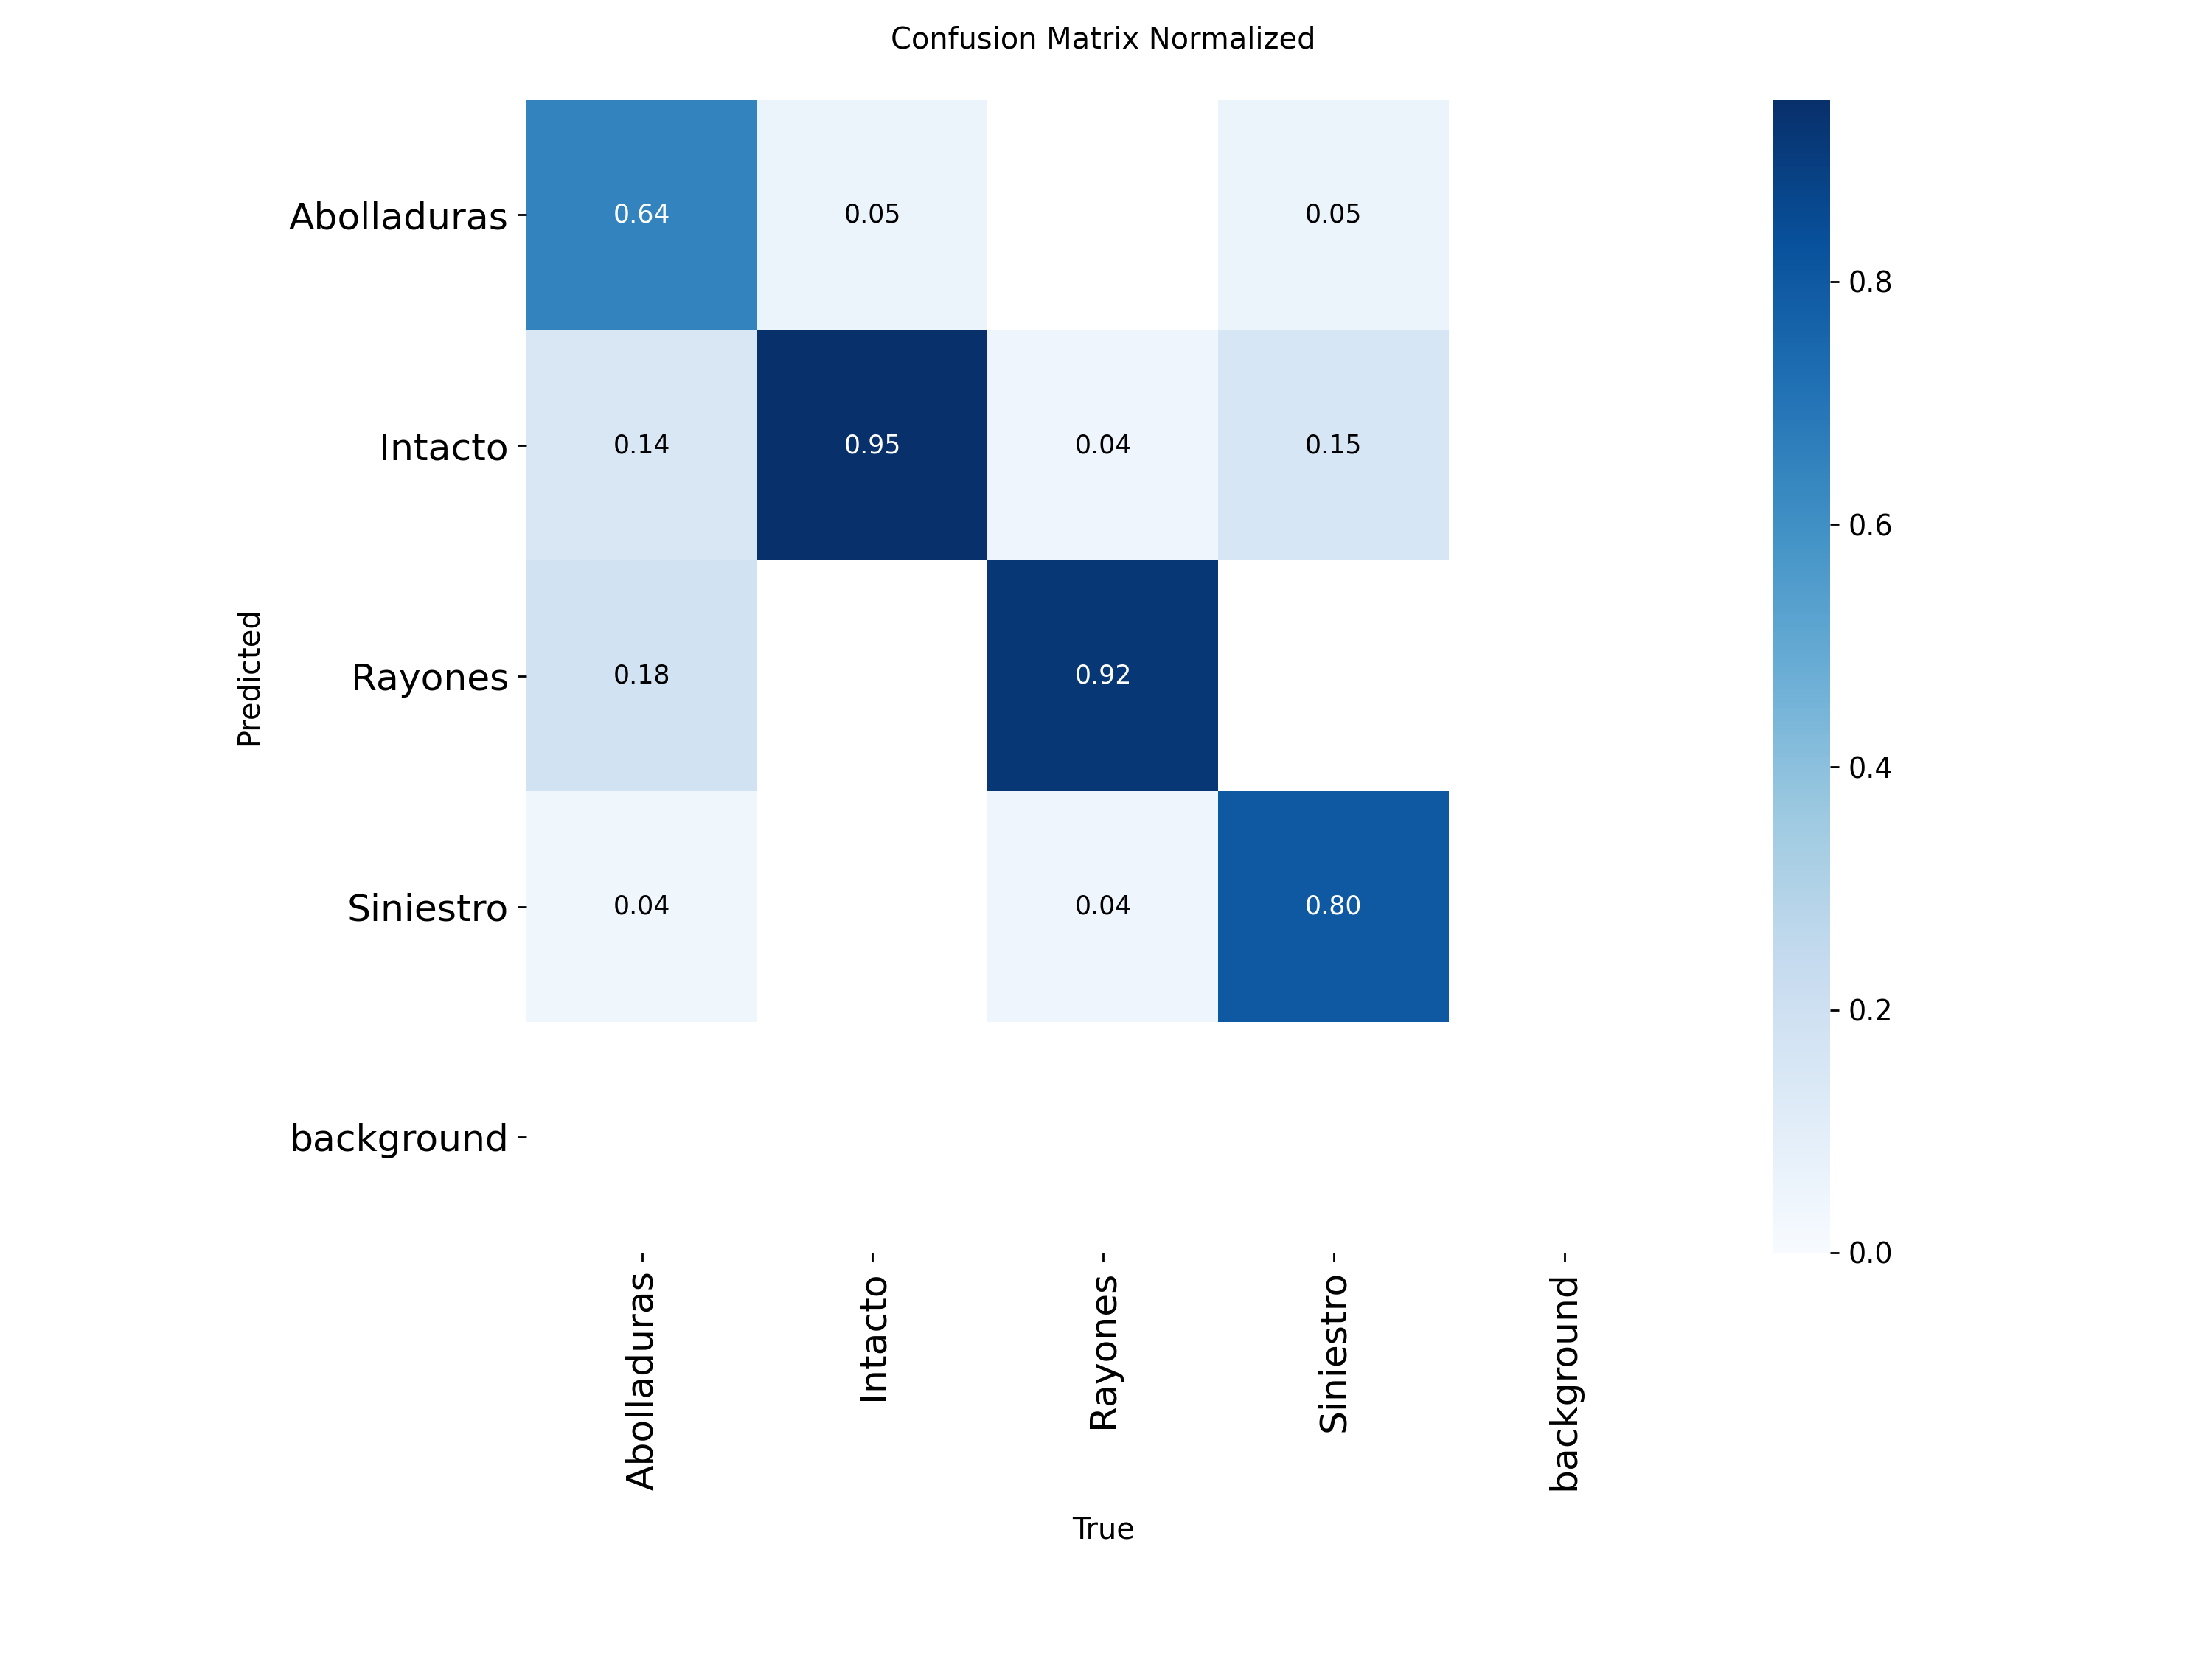 Confusion Matrix Normalized
Abolladuras 0.64 0.05 0.05
Intacto 0.14 0.95 0.04 0.15
Rayones 0.18 0.92
Siniestro 0.04 0.04 0.80
background
Predicted
Abolladuras Intacto Rayones Siniestro background
True
0.8
0.6
0.4
0.2
0.0